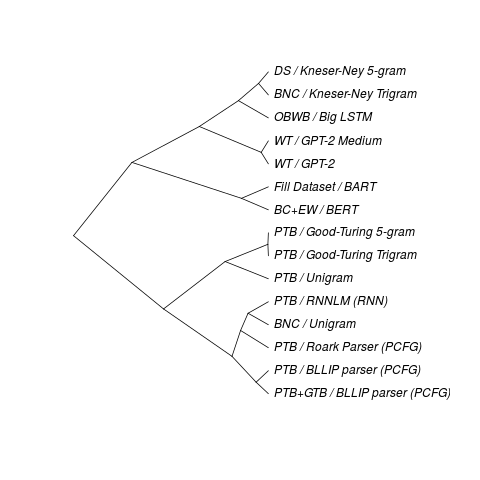 DS / Kneser-Ney 5-gram
BNC / Kneser-Ney Trigram
OBWB / Big LSTM
WT / GPT-2 Medium
WT / GPT-2
Fill Dataset / BART
BC+EW / BERT
PTB / Good-Turing 5-gram
PTB / Good-Turing Trigram
PTB / Unigram
PTB / RNNLM (RNN)
BNC / Unigram
PTB / Roark Parser (PCFG)
PTB / BLLIP parser (PCFG)
PTB+GTB / BLLIP parser (PCFG)